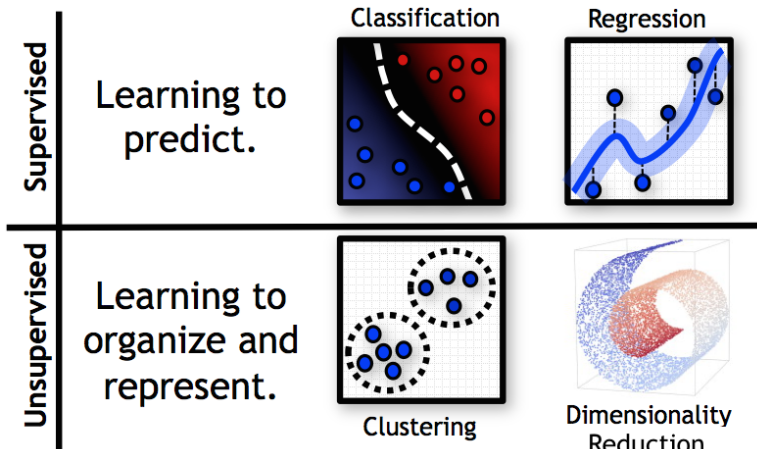 Supervised
Learning to
predict.
Classification
Regression
Unsupervised
Learning to
organize and
represent.
Clustering
Dimensionality
Reduction